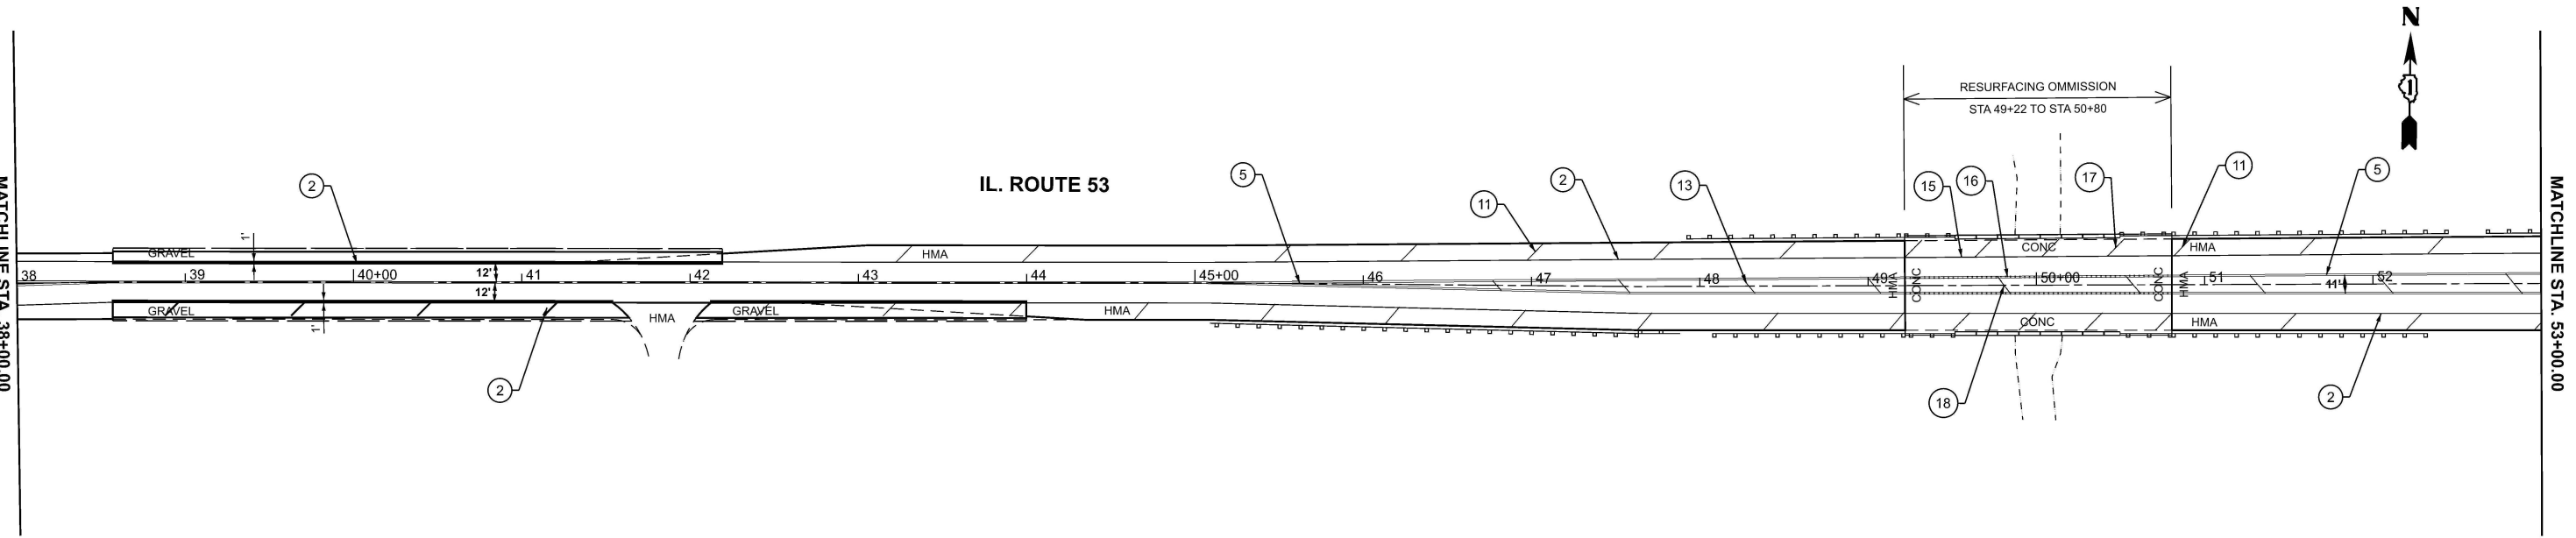 N
1
RESURFACING OMMISSION
STA 49+22 TO STA 50+80
IL. ROUTE 53
2
5
11
2
13
15
16
17
11
5
MATCHLINE STA 38+00.00
MATCHLINE STA. 53+00.00
1'
GRAVEL
HMA
CONC
HMA
38
39
40+00
12'
41
42
43
44
45+00
46
47
48
49
50+00
51
52
12'
11'
HMA
CONC
CONC
HMA
GRAVEL
1'
HMA
GRAVEL
HMA
CONC
HMA
2
18
2